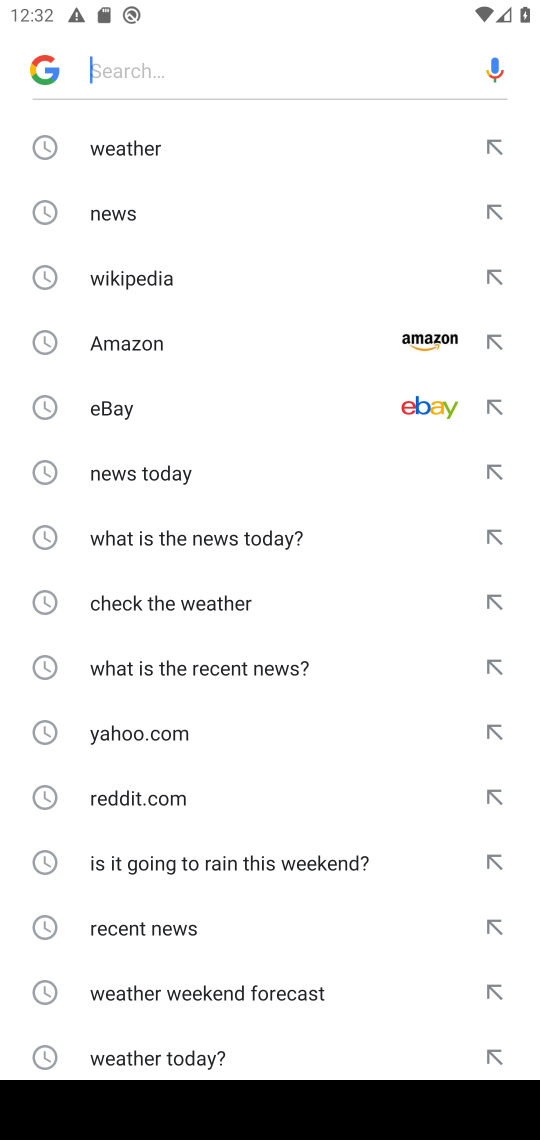 12:32
Search…
weather
news
wikipedia
Amazon amazon
eBay ebay
news today
what is the news today?
check the weather
what is the recent news?
yahoo.com
reddit.com
is it going to rain this weekend?
recent news
weather weekend forecast
weather today?